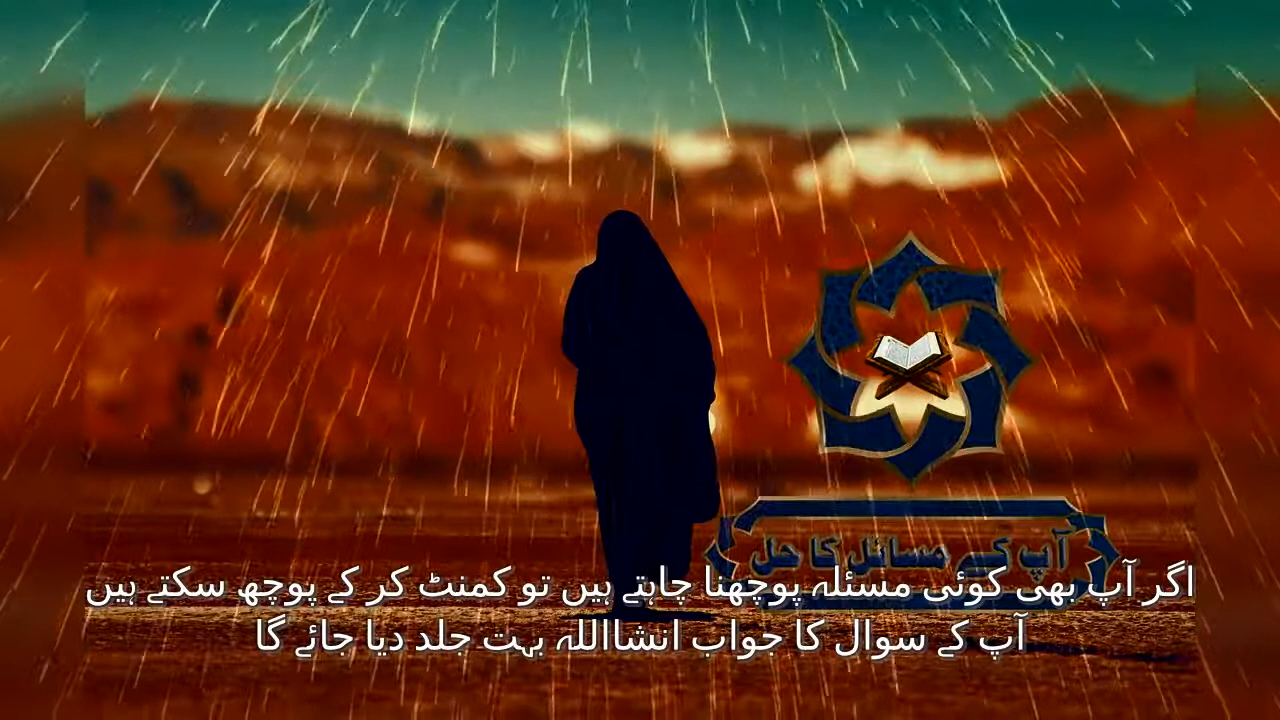 آپ کے مسائل کا حل
اگر آپ بھی کوئی مسئلہ پوچھنا چاہتے ہیں تو کمنٹ کر کے پوچھ سکتے ہیں
آپ کے سوال کا جواب انشااللہ بہت جلد دیا جائے گا